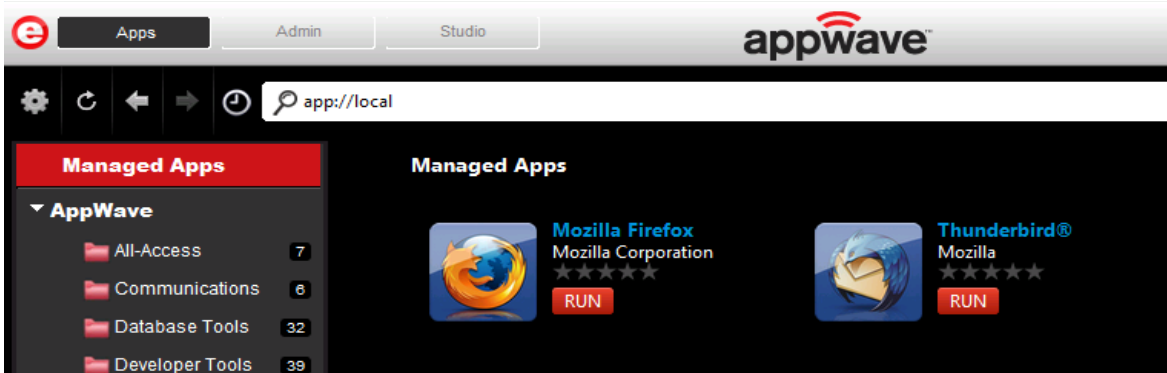 e Apps Admin Studio appwave™
app://local
Managed Apps
AppWave
All-Access 7
Communications 6
Database Tools 32
Developer Tools 39
Managed Apps
Mozilla Firefox
Mozilla Corporation
RUN
Thunderbird®
Mozilla
RUN